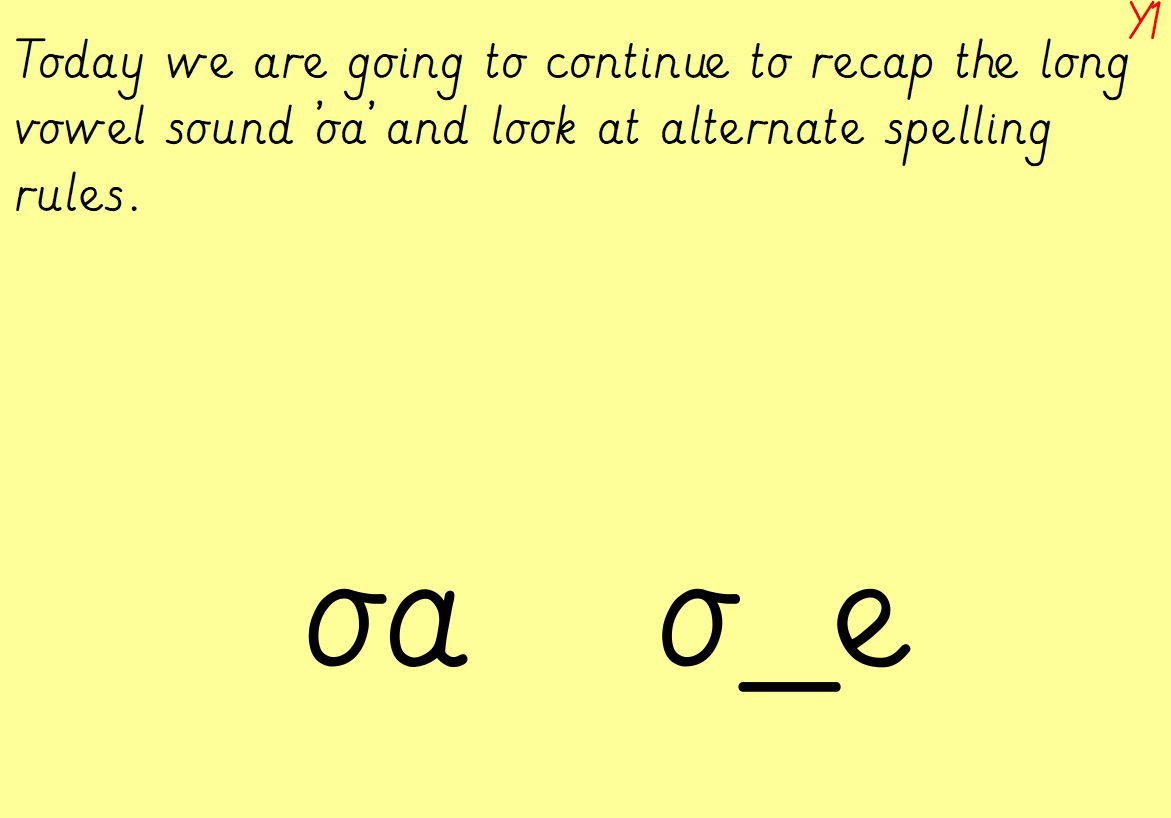 Y1
Today we are going to continue to recap the long
vowel sound 'oa' and look at alternate spelling
rules.
oa o_e